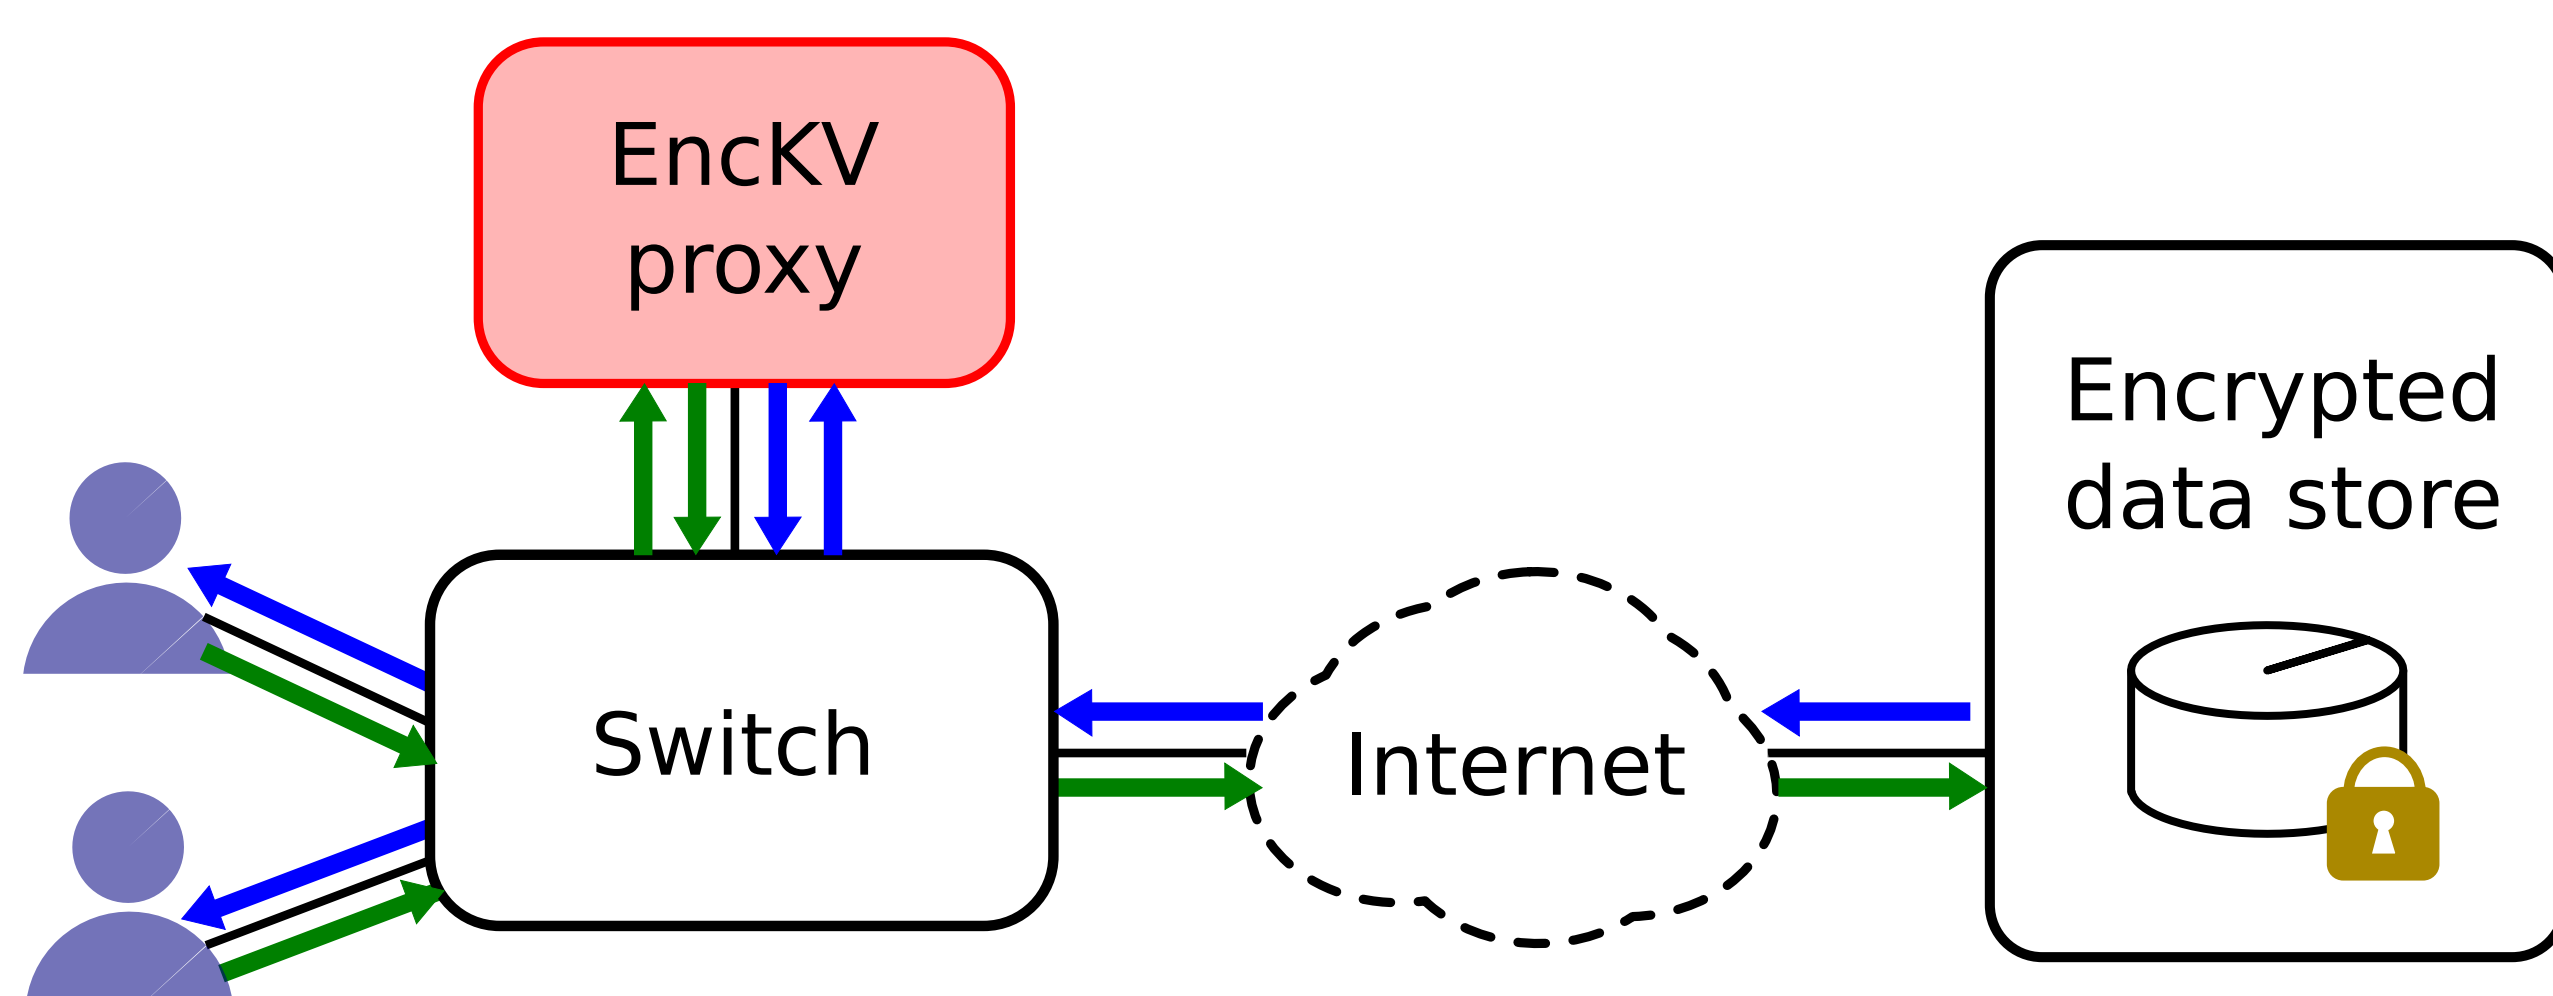 EncKV
proxy
Encrypted
data store
Switch
Internet